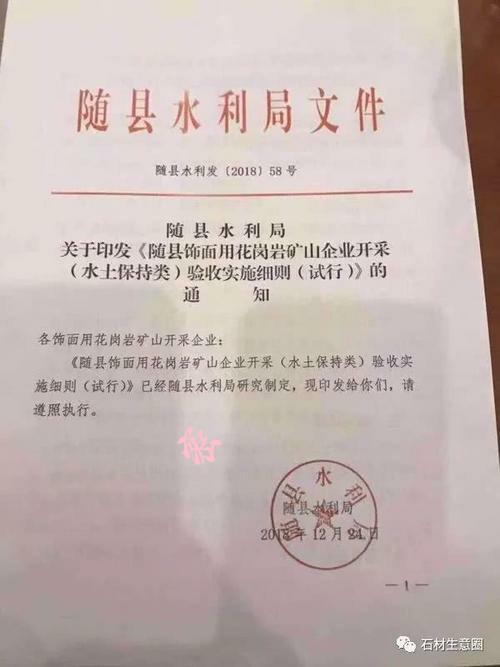 随县水利局文件
随县水利发〔2018〕58号
随县水利局
关于印发《随县饰面用花岗岩矿山企业开采
（水土保持类）验收实施细则（试行）》的
通知
各饰面用花岗岩矿山开采企业：
《随县饰面用花岗岩矿山企业开采（水土保持类）验收实
施细则（试行）》已经随县水利局研究制定，现印发给你们，请
遵照执行。
随县水利局
随县水利局
2018年12月24日
—1—
石材生意圈